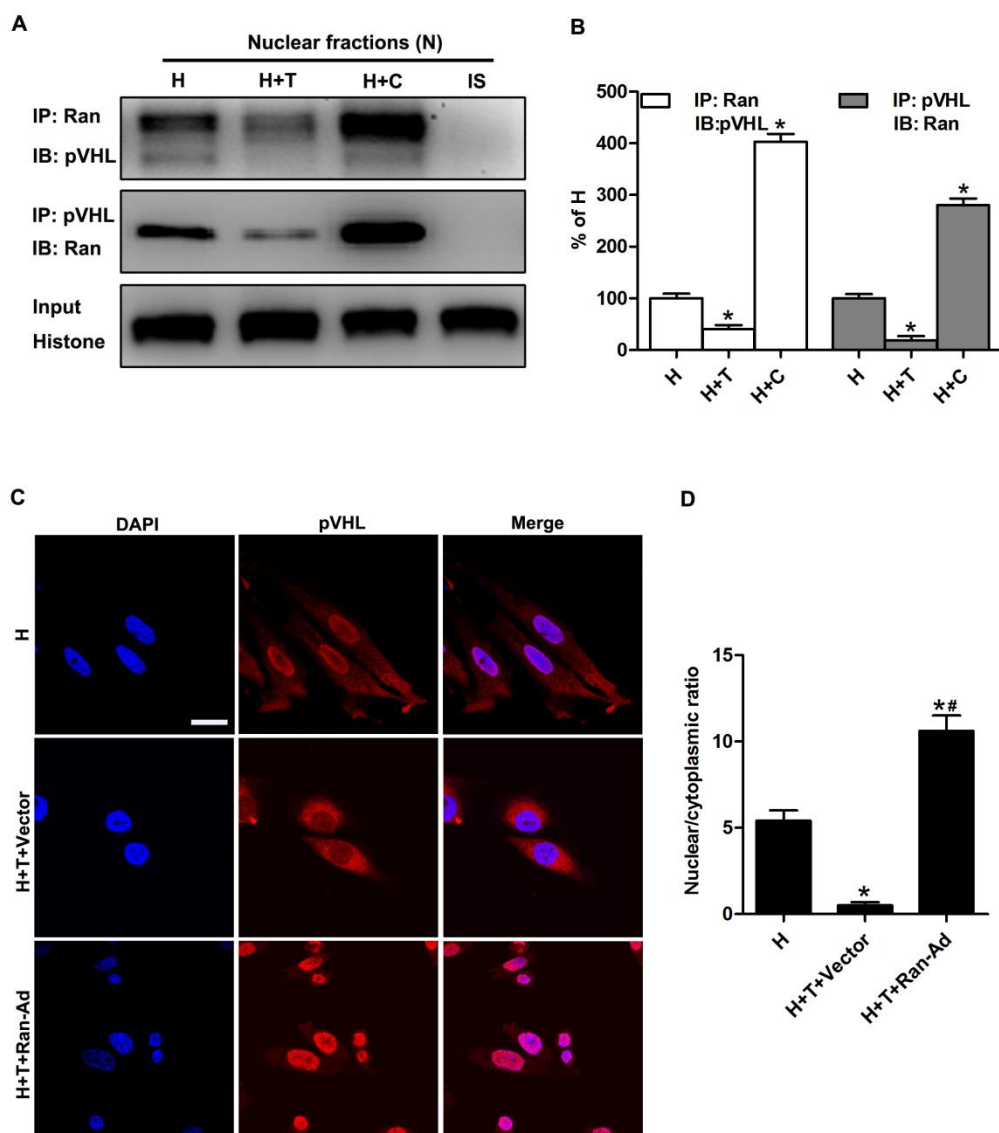 A
Nuclear fractions (N)
H H+T H+C IS
IP: Ran
IB: pVHL
IP: pVHL
IB: Ran
Input
Histone
B
IP: Ran
IB:pVHL
IP: pVHL
IB: Ran
% of H
500
400
300
200
100
0
* * * *
H H+T H+C H H+T H+C
C
DAPI pVHL Merge
H
H+T+Vector
H+T+Ran-Ad
D
Nuclear/cytoplasmic ratio
15
10
5
0
* *#
H H+T+Vector H+T+Ran-Ad